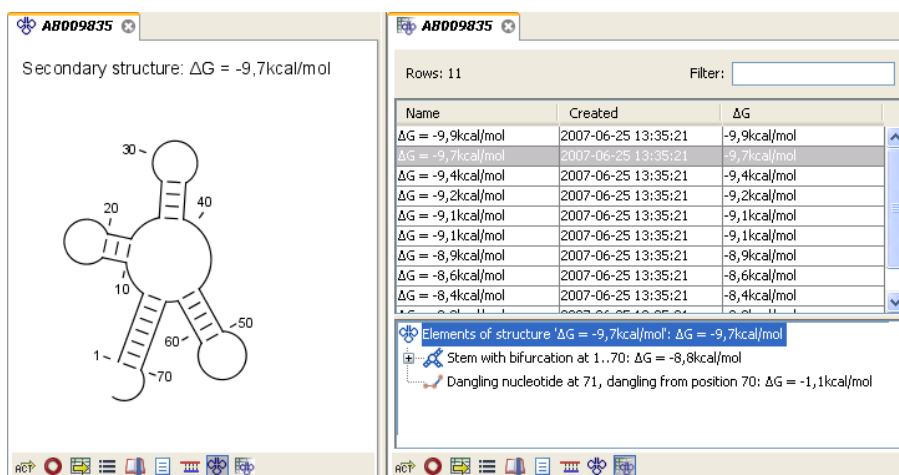 AB009835
Secondary structure: ΔG = -9,7kcal/mol
30
20
40
10
50
60
1
70
ACT
AB009835
Rows: 11 Filter:
Name Created ΔG
ΔG = -9,9kcal/mol 2007-06-25 13:35:21 -9,9kcal/mol
ΔG = -9,7kcal/mol 2007-06-25 13:35:21 -9,7kcal/mol
ΔG = -9,4kcal/mol 2007-06-25 13:35:21 -9,4kcal/mol
ΔG = -9,2kcal/mol 2007-06-25 13:35:21 -9,2kcal/mol
ΔG = -9,1kcal/mol 2007-06-25 13:35:21 -9,1kcal/mol
ΔG = -9,1kcal/mol 2007-06-25 13:35:21 -9,1kcal/mol
ΔG = -8,9kcal/mol 2007-06-25 13:35:21 -8,9kcal/mol
ΔG = -8,6kcal/mol 2007-06-25 13:35:21 -8,6kcal/mol
ΔG = -8,4kcal/mol 2007-06-25 13:35:21 -8,4kcal/mol
Elements of structure 'ΔG = -9,7kcal/mol': ΔG = -9,7kcal/mol
Stem with bifurcation at 1..70: ΔG = -8,8kcal/mol
Dangling nucleotide at 71, dangling from position 70: ΔG = -1,1kcal/mol
ACT